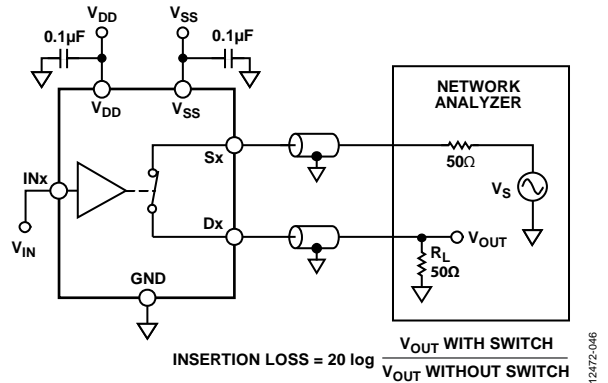 VDD
VSS
0.1µF
0.1µF
VDD
VSS
NETWORK
ANALYZER
Sx
50Ω
INx
VS
Dx
VOUT
VIN
RL
50Ω
GND
INSERTION LOSS = 20 log VOUT WITH SWITCH
VOUT WITHOUT SWITCH
12472-046